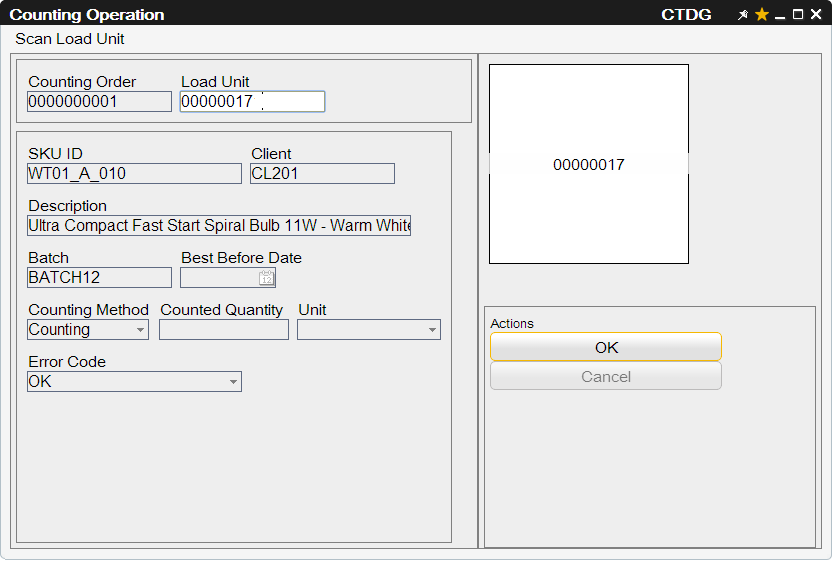 Counting Operation CTDG
Scan Load Unit
Counting Order Load Unit
0000000001 00000017
SKU ID Client
WT01_A_010 CL201
Description
Ultra Compact Fast Start Spiral Bulb 11W - Warm White
Batch Best Before Date
BATCH12 12
Counting Method Counted Quantity Unit
Counting
Error Code
OK
00000017
Actions
OK
Cancel